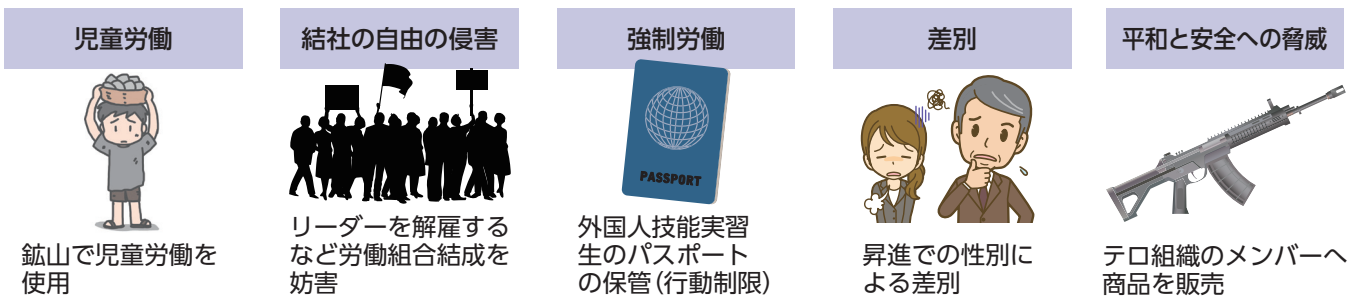 児童労働
鉱山で児童労働を
使用
結社の自由の侵害
リーダーを解雇する
など労働組合結成を
妨害
強制労働
PASSPORT
外国人技能実習
生のパスポート
の保管(行動制限)
差別
昇進での性別に
よる差別
平和と安全への脅威
テロ組織のメンバーへ
商品を販売